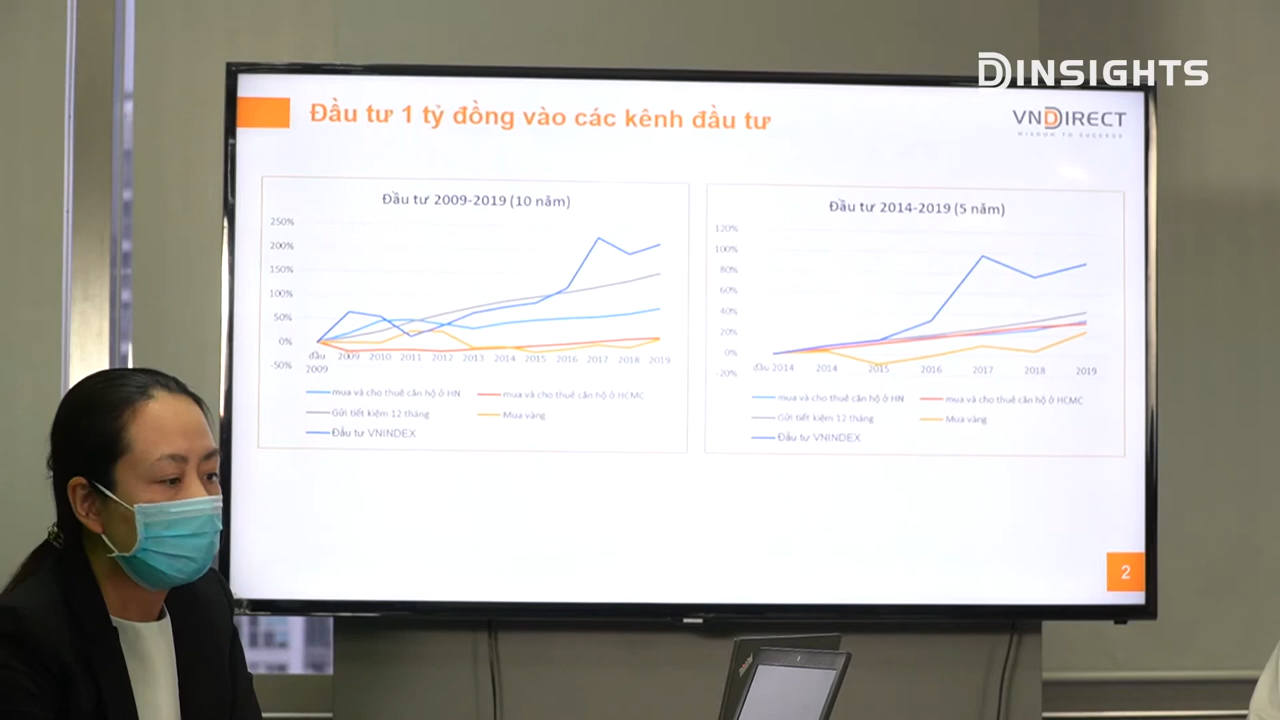 DINSIGHTS
Đầu tư 1 tỷ đồng vào các kênh đầu tư
VNDIRECT
WISDOM TO SUCCESS
Đầu tư 2009-2019 (10 năm)
250%
200%
150%
100%
50%
0%
-50%
đầu 2009 2009 2010 2011 2012 2013 2014 2015 2016 2017 2018 2019
mua và cho thuê căn hộ ở HN
mua và cho thuê căn hộ ở HCMC
Gửi tiết kiệm 12 tháng
Mua vàng
Đầu tư VNINDEX
Đầu tư 2014-2019 (5 năm)
120%
100%
80%
60%
40%
20%
0%
-20%
đầu 2014 2014 2015 2016 2017 2018 2019
mua và cho thuê căn hộ ở HN
mua và cho thuê căn hộ ở HCMC
Gửi tiết kiệm 12 tháng
Mua vàng
Đầu tư VNINDEX
2